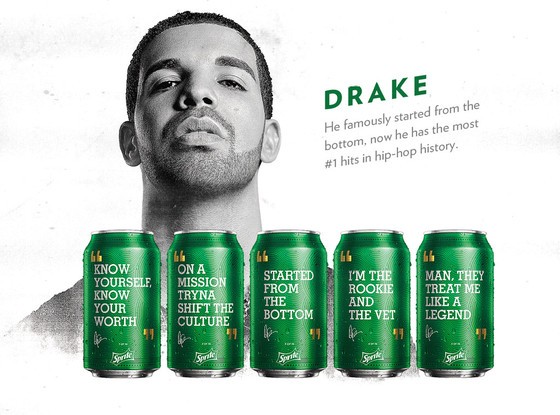 DRAKE
He famously started from the
bottom, now he has the most
#1 hits in hip-hop history.
“
KNOW
YOURSELF,
KNOW
YOUR
WORTH
”
Sprite
“
ON A
MISSION
TRYNA
SHIFT THE
CULTURE
”
Sprite
“
STARTED
FROM
THE
BOTTOM
”
Sprite
“
I'M THE
ROOKIE
AND
THE VET
”
Sprite
“
MAN, THEY
TREAT ME
LIKE A
LEGEND
”
Sprite